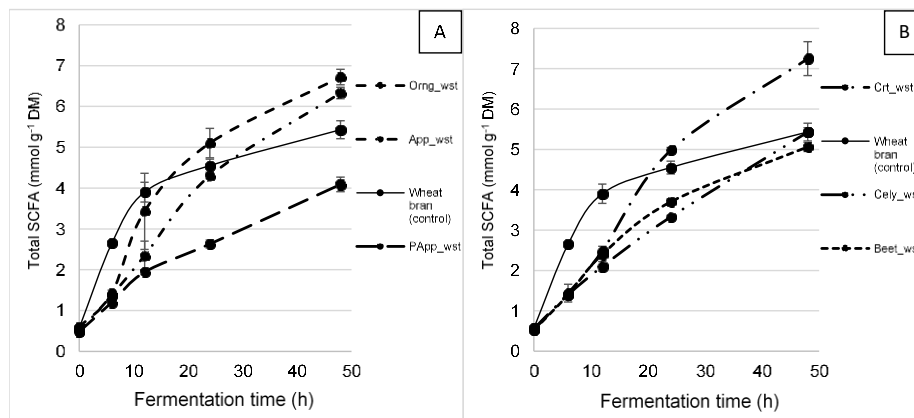 A
Total SCFA (mmol g⁻¹ DM)
8
7
6
5
4
3
2
1
0
0 10 20 30 40 50
Fermentation time (h)
Orng_wst
App_wst
Wheat
bran
(control)
PApp_wst
B
Total SCFA (mmol g⁻¹ DM)
8
7
6
5
4
3
2
1
0
0 10 20 30 40 50
Fermentation time (h)
Crt_wst
Wheat
bran
(control)
Cely_ws
Beet_ws